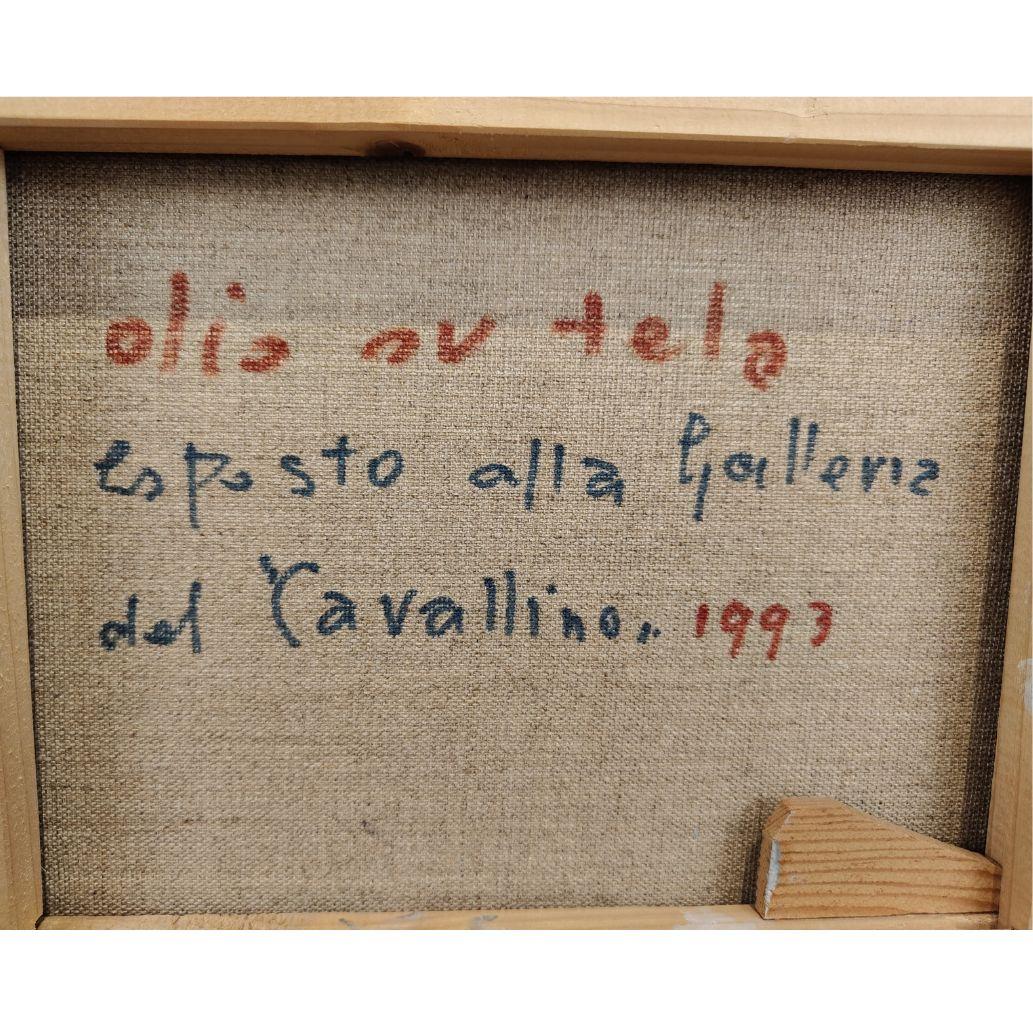 olio su tela
esposto alla Galleria
del Cavallino. 1993